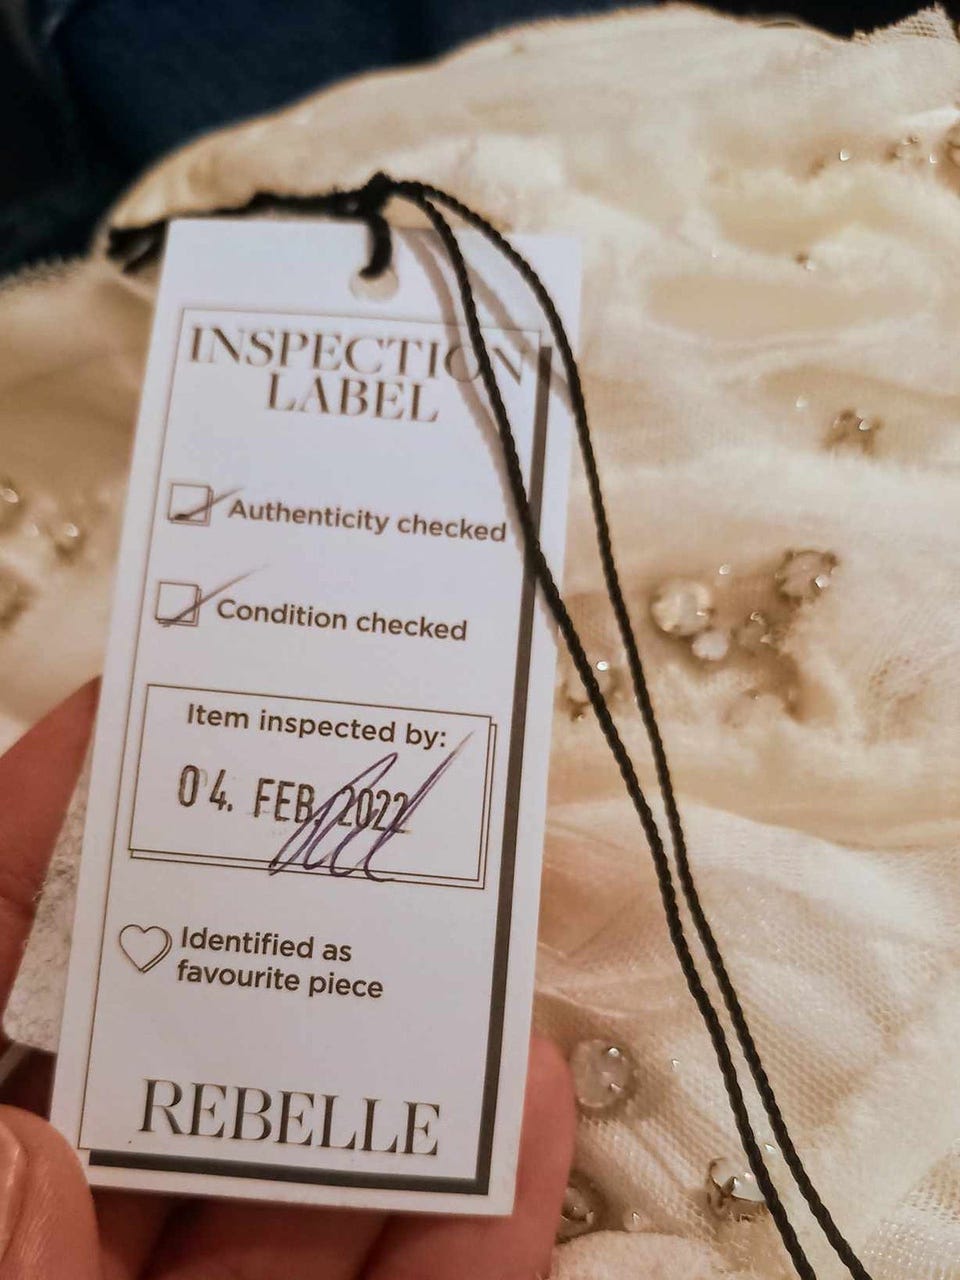 INSPECTION
LABEL
Authenticity checked
Condition checked
Item inspected by:
04. FEB. 2022
Identified as
favourite piece
REBELLE